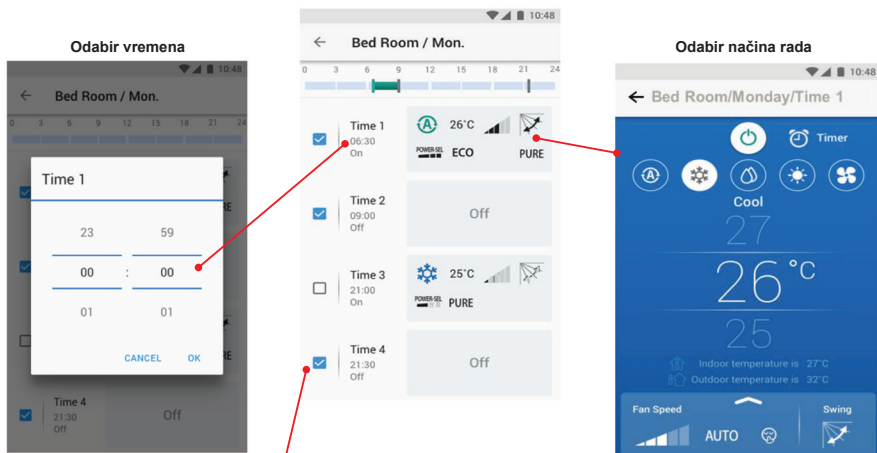 Odabir vremena
10:48
Bed Room / Mon.
0 3 6 9 12 15 18 21 24
Time 1
23 59
00 : 00
01 01
CANCEL OK
RE
RE
Time 4
21:30
Off
Off
10:48
Bed Room / Mon.
0 3 6 9 12 15 18 21 24
Time 1
06:30
On
A 26°C
POWER-SEL ECO PURE
Time 2
09:00
Off
Off
Time 3
21:00
On
25°C
POWER-SEL PURE
Time 4
21:30
Off
Off
Odabir načina rada
10:48
Bed Room/Monday/Time 1
Timer
A
Cool
27
26°C
25
Indoor temperature is 27°C
Outdoor temperature is 32°C
Fan Speed Swing
AUTO